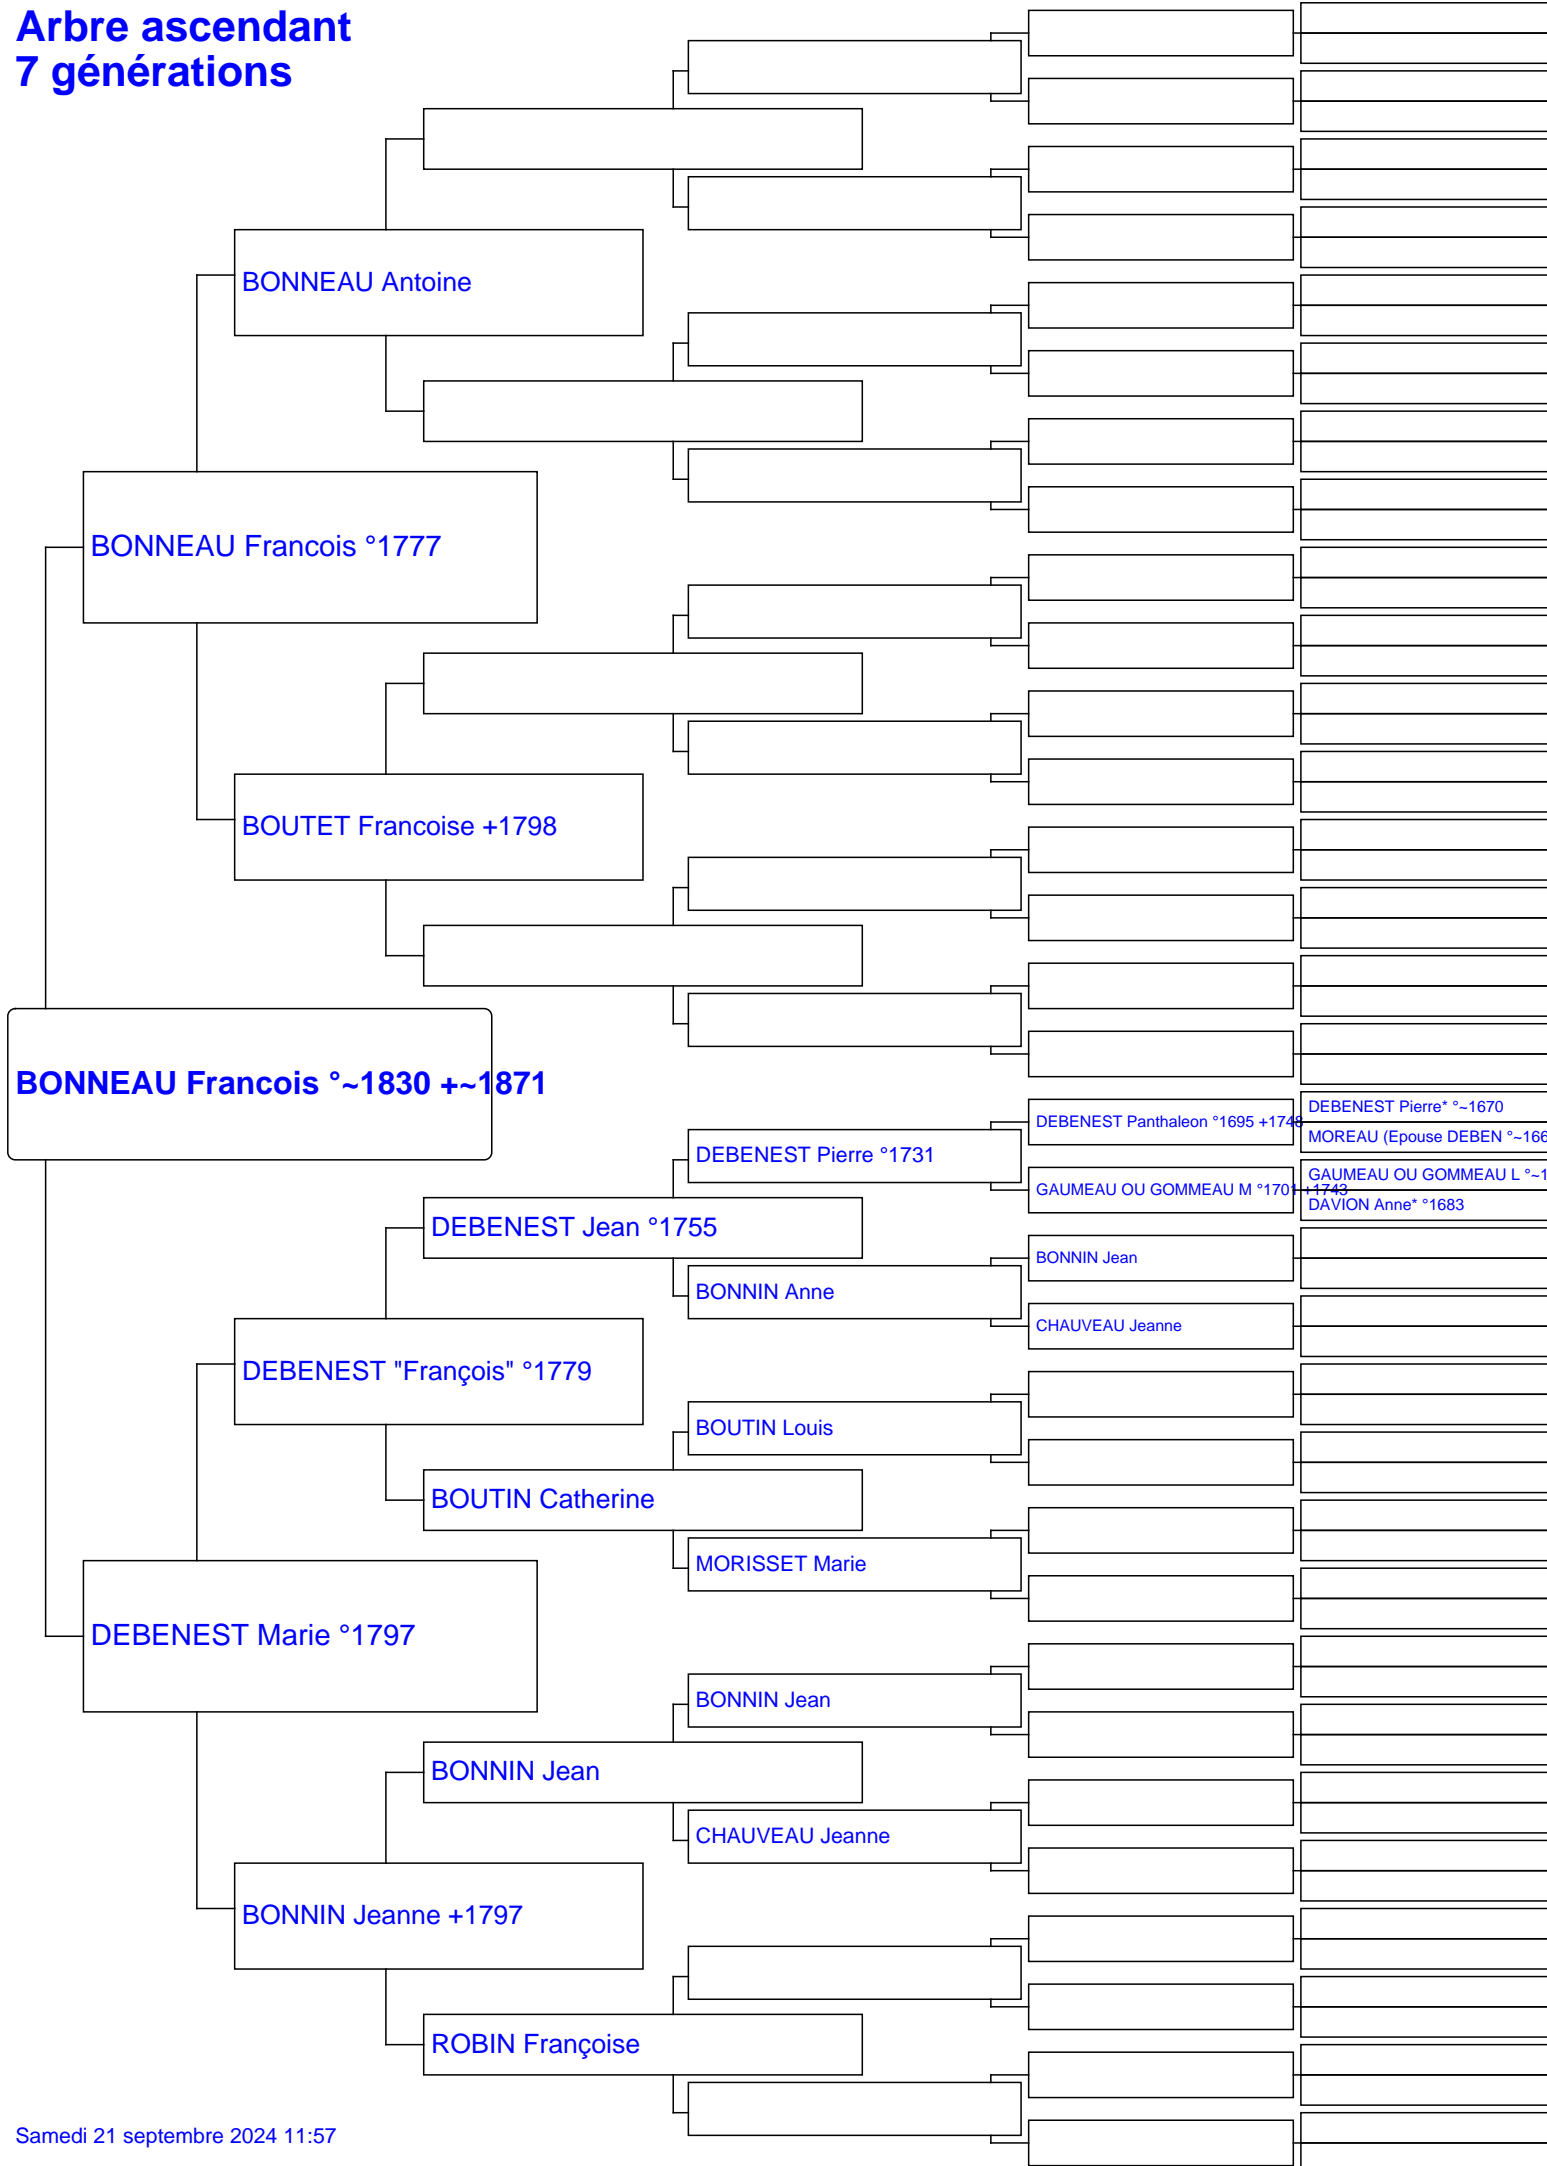 Arbre ascendant
7 générations
BONNEAU Antoine
BONNEAU Francois °1777
BOUTET Francoise +1798
BONNEAU Francois °~1830 +~1871
DEBENEST Pierre* °~1670
DEBENEST Panthaleon °1695 +1748
MOREAU (Epouse DEBEN °~166
DEBENEST Pierre °1731
GAUMEAU OU GOMMEAU L °~1
GAUMEAU OU GOMMEAU M °1701 +1743
DAVION Anne* °1683
DEBENEST Jean °1755
BONNIN Jean
BONNIN Anne
CHAUVEAU Jeanne
DEBENEST "François" °1779
BOUTIN Louis
BOUTIN Catherine
MORISSET Marie
DEBENEST Marie °1797
BONNIN Jean
BONNIN Jean
CHAUVEAU Jeanne
BONNIN Jeanne +1797
ROBIN Françoise
Samedi 21 septembre 2024 11:57